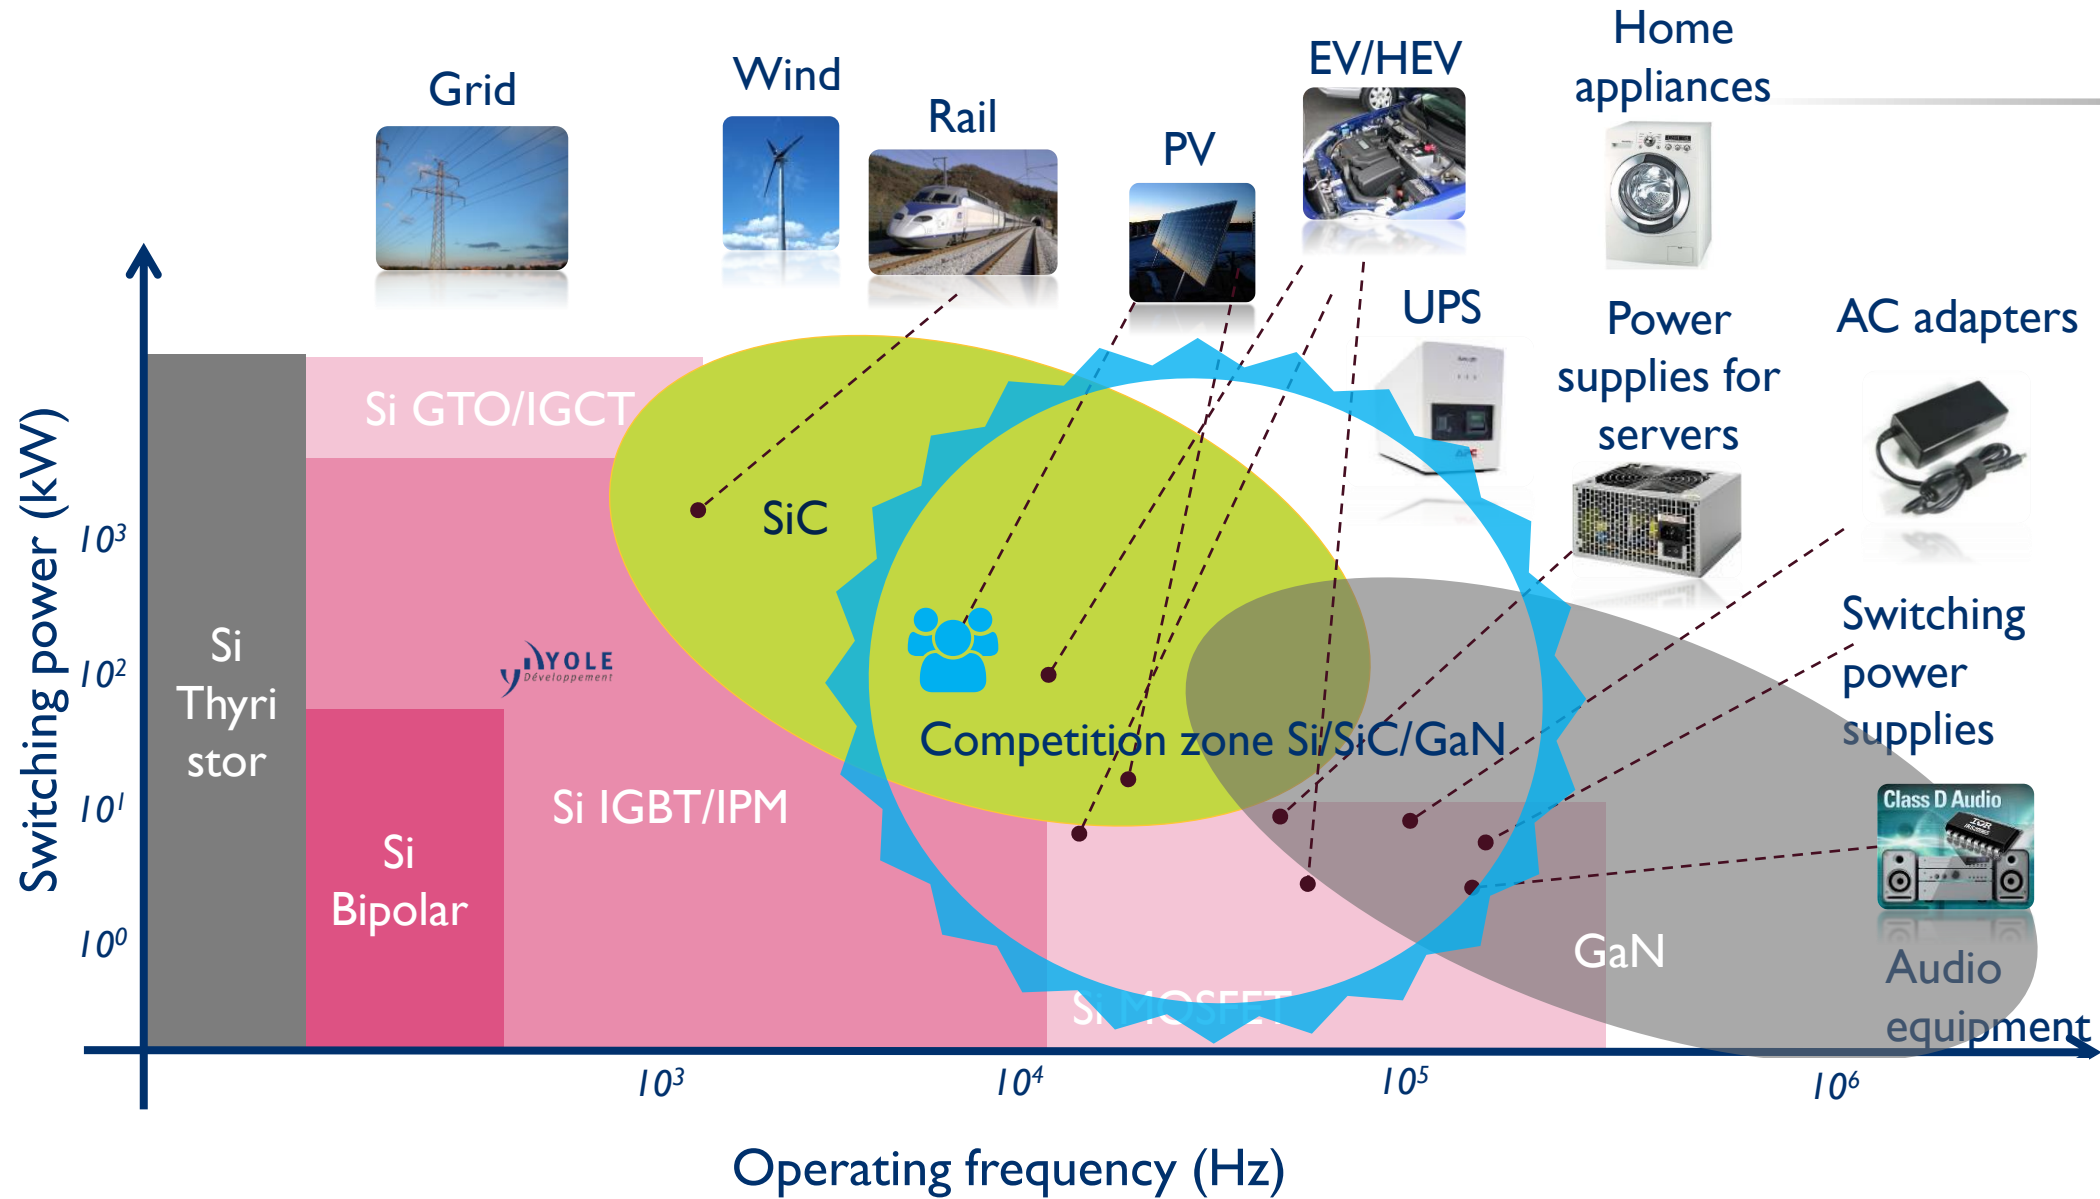 Grid
Wind
Rail
PV
EV/HEV
Home
appliances
UPS
Power
supplies for
servers
AC adapters
Switching
power
supplies
Class D Audio
IOR
APC
Audio
equipment
Switching power (kW)
10³
10²
10¹
10⁰
Si
Thyri
stor
Si GTO/IGCT
SiC
YOLE
Développement
Competition zone Si/SiC/GaN
Si IGBT/IPM
Si
Bipolar
GaN
Si MOSFET
10³
10⁴
10⁵
10⁶
Operating frequency (Hz)